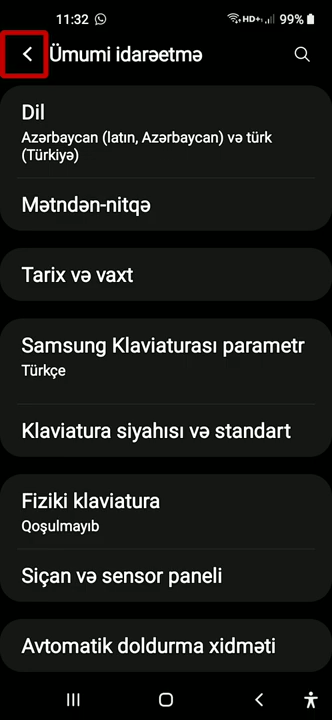 11:32 HD+ 99%
Ümumi idarəetmə
Dil
Azərbaycan (latın, Azərbaycan) və türk
(Türkiyə)
Mətndən-nitqə
Tarix və vaxt
Samsung Klaviaturası parametr
Türkçe
Klaviatura siyahısı və standart
Fiziki klaviatura
Qoşulmayıb
Siçan və sensor paneli
Avtomatik doldurma xidməti